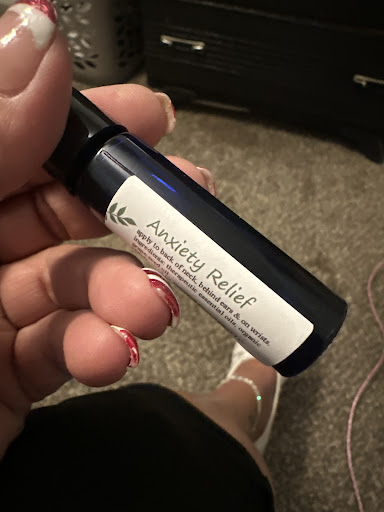 Anxiety Relief
apply to back of neck, behind ears & on wrists.
ingredients: therapeutic essential oils, organic